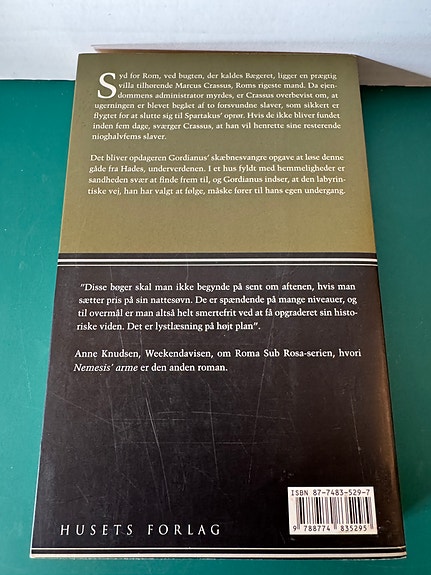 Syd for Rom, ved bugten, der kaldes Bægeret, ligger en prægtig
villa tilhørende Marcus Crassus, Roms rigeste mand. Da ejen-
dommens administrator myrdes, er Crassus overbevist om, at
ugerningen er blevet begået af to forsvundne slaver, som sikkert er
flygtet for at slutte sig til Spartakus' oprør. Hvis de ikke bliver fundet
inden fem dage, sværger Crassus, at han vil henrette sine resterende
nioghalvfems slaver.
Det bliver opdageren Gordianus' skæbnesvangre opgave at løse denne
gåde fra Hades, underverdenen. I et hus fyldt med hemmeligheder er
sandheden svær at finde frem til, og Gordianus indser, at den labyrin-
tiske vej, han har valgt at følge, måske fører til hans egen undergang.
"Disse bøger skal man ikke begynde på sent om aftenen, hvis man
sætter pris på sin nattesøvn. De er spændende på mange niveauer, og
til overmål er man altså helt smertefrit ved at få opgraderet sin histo-
riske viden. Det er lystlæsning på højt plan".
Anne Knudsen, Weekendavisen, om Roma Sub Rosa-serien, hvori
Nemesis' arme er den anden roman.
ISBN 87-7483-529-7
9 788774 835295
HUSETS FORLAG